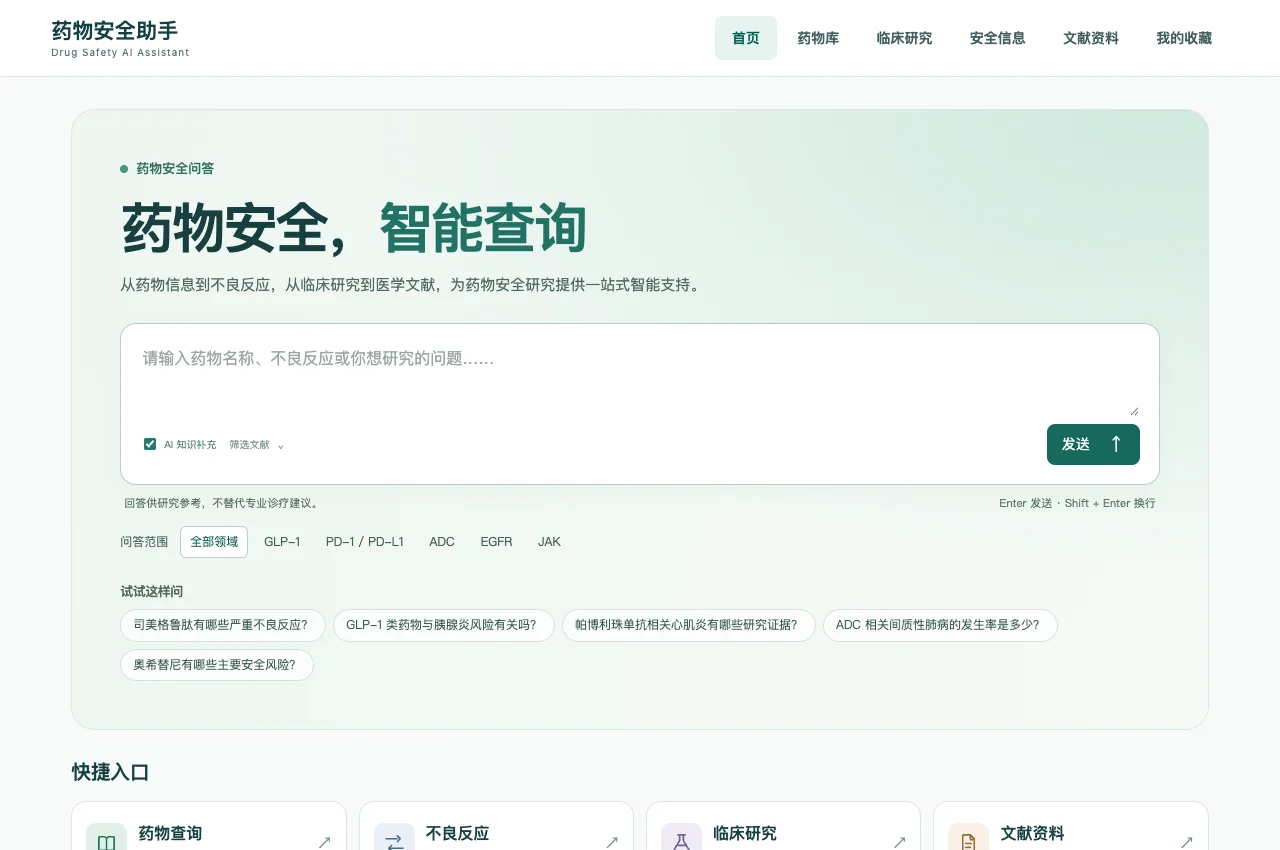 药物安全助手
Drug Safety AI Assistant
首页 药物库 临床研究 安全信息 文献资料 我的收藏
药物安全问答
药物安全，智能查询
从药物信息到不良反应，从临床研究到医学文献，为药物安全研究提供一站式智能支持。
请输入药物名称、不良反应或你想研究的问题……
AI 知识补充 筛选文献
发送 ↑
回答供研究参考，不替代专业诊疗建议。
Enter 发送 · Shift + Enter 换行
问答范围 全部领域 GLP-1 PD-1 / PD-L1 ADC EGFR JAK
试试这样问
司美格鲁肽有哪些严重不良反应？
GLP-1 类药物与胰腺炎风险有关吗？
帕博利珠单抗相关心肌炎有哪些研究证据？
ADC 相关间质性肺病的发生率是多少？
奥希替尼有哪些主要安全风险？
快捷入口
药物查询
不良反应
临床研究
文献资料